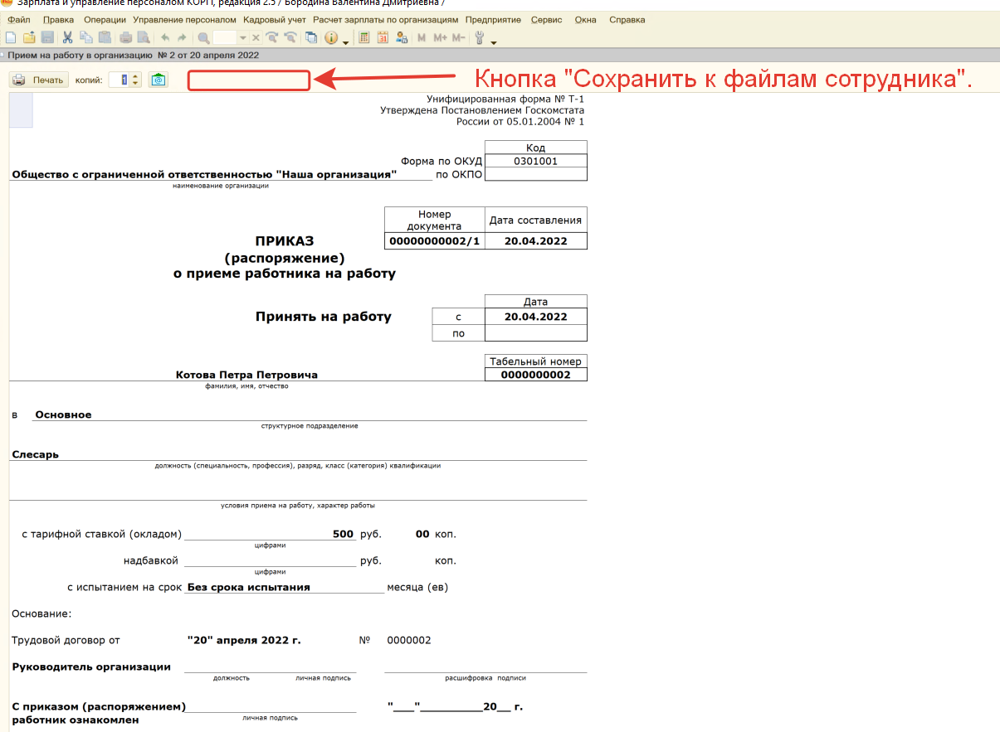 Зарплата и управление персоналом КОРП, редакция 2.5 / Бородина Валентина Дмитриевна /
Файл Правка Операции Управление персоналом Кадровый учет Расчет зарплаты по организациям Предприятие Сервис Окна Справка
M M+ M-
Прием на работу в организацию № 2 от 20 апреля 2022
Печать копий: 1
Кнопка "Сохранить к файлам сотрудника".
Унифицированная форма № Т-1
Утверждена Постановлением Госкомстата
России от 05.01.2004 № 1
Код
Форма по ОКУД 0301001
Общество с ограниченной ответственностью "Наша организация" по ОКПО
наименование организации
Номер документа Дата составления
ПРИКАЗ 00000000002/1 20.04.2022
(распоряжение)
о приеме работника на работу
Дата
Принять на работу с 20.04.2022
по
Табельный номер
Котова Петра Петровича 0000000002
фамилия, имя, отчество
в Основное
структурное подразделение
Слесарь
должность (специальность, профессия), разряд, класс (категория) квалификации
условия приема на работу, характер работы
с тарифной ставкой (окладом) 500 руб. 00 коп.
цифрами
надбавкой руб. коп.
цифрами
с испытанием на срок Без срока испытания месяца (ев)
Основание:
Трудовой договор от "20" апреля 2022 г. № 0000002
Руководитель организации
должность личная подпись расшифровка подписи
С приказом (распоряжением) "____"____________20___ г.
работник ознакомлен личная подпись